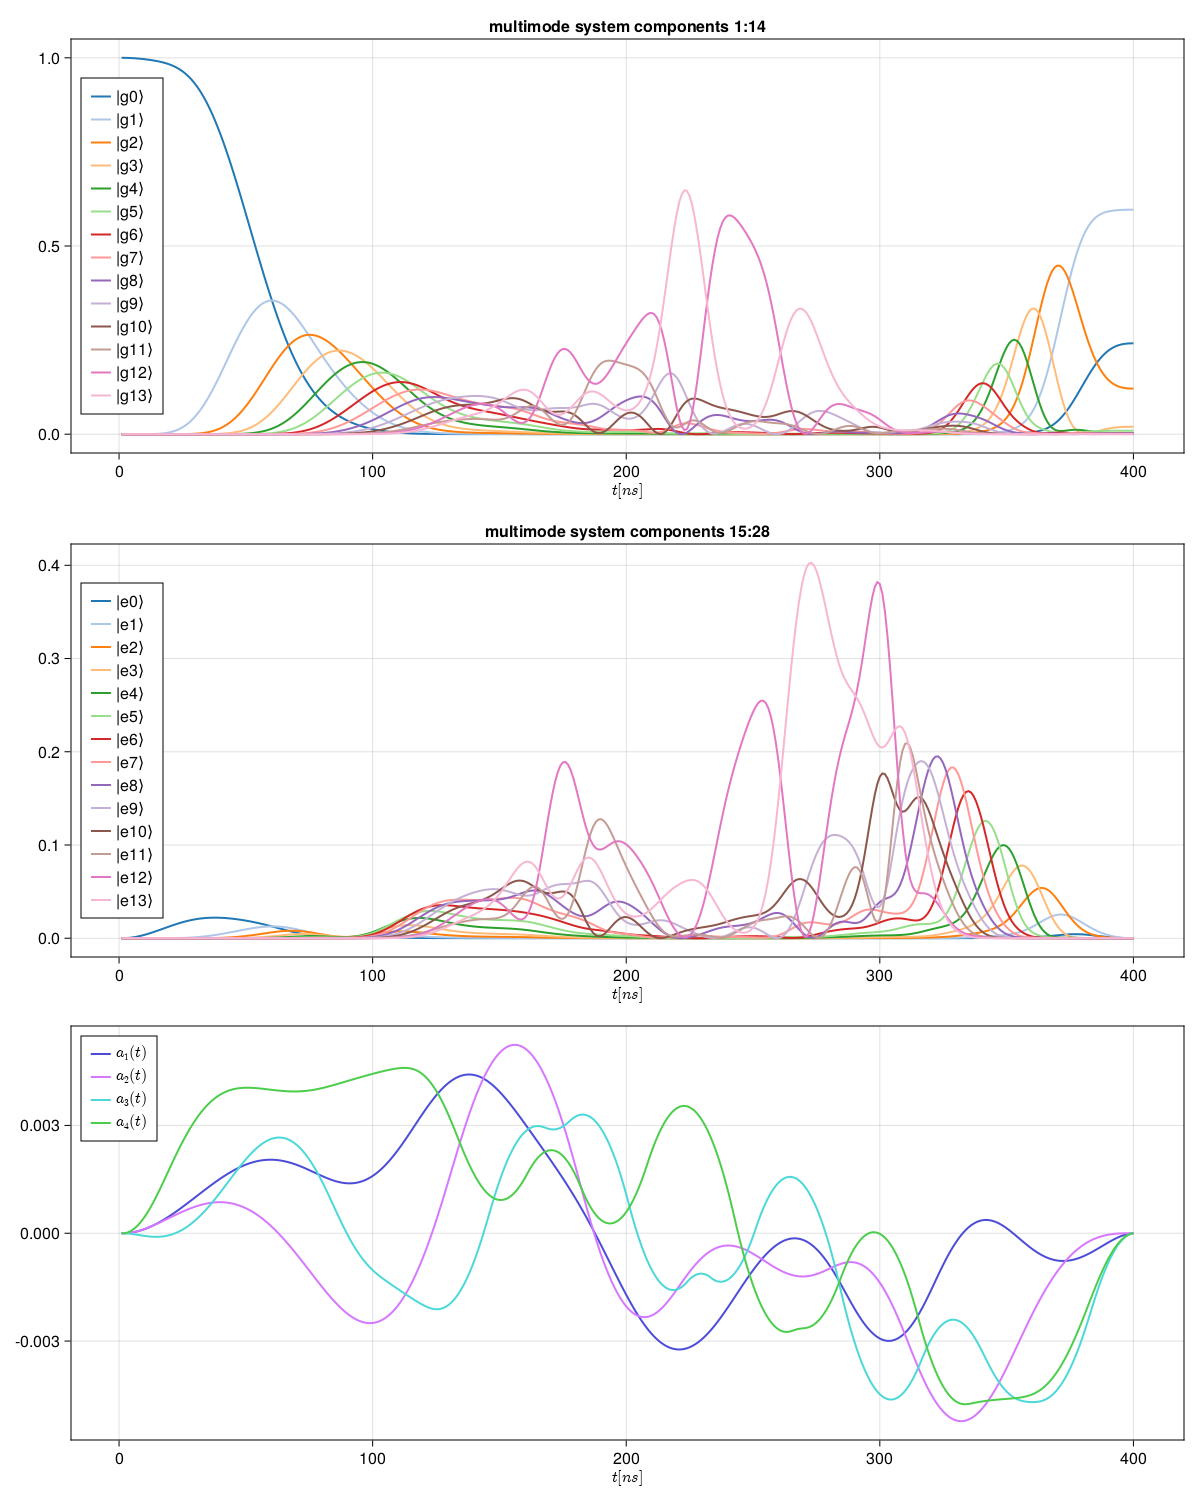 multimode system components 1:14
1.0
|g0⟩
|g1⟩
|g2⟩
|g3⟩
|g4⟩
|g5⟩
|g6⟩
|g7⟩
|g8⟩
|g9⟩
|g10⟩
|g11⟩
|g12⟩
|g13⟩
0.5
0.0
0 100 200 300 400
t[ns]
multimode system components 15:28
0.4
|e0⟩
|e1⟩
|e2⟩
|e3⟩
|e4⟩
|e5⟩
|e6⟩
|e7⟩
|e8⟩
|e9⟩
|e10⟩
|e11⟩
|e12⟩
|e13⟩
0.3
0.2
0.1
0.0
0 100 200 300 400
t[ns]
a₁(t)
a₂(t)
a₃(t)
a₄(t)
0.003
0.000
-0.003
0 100 200 300 400
t[ns]